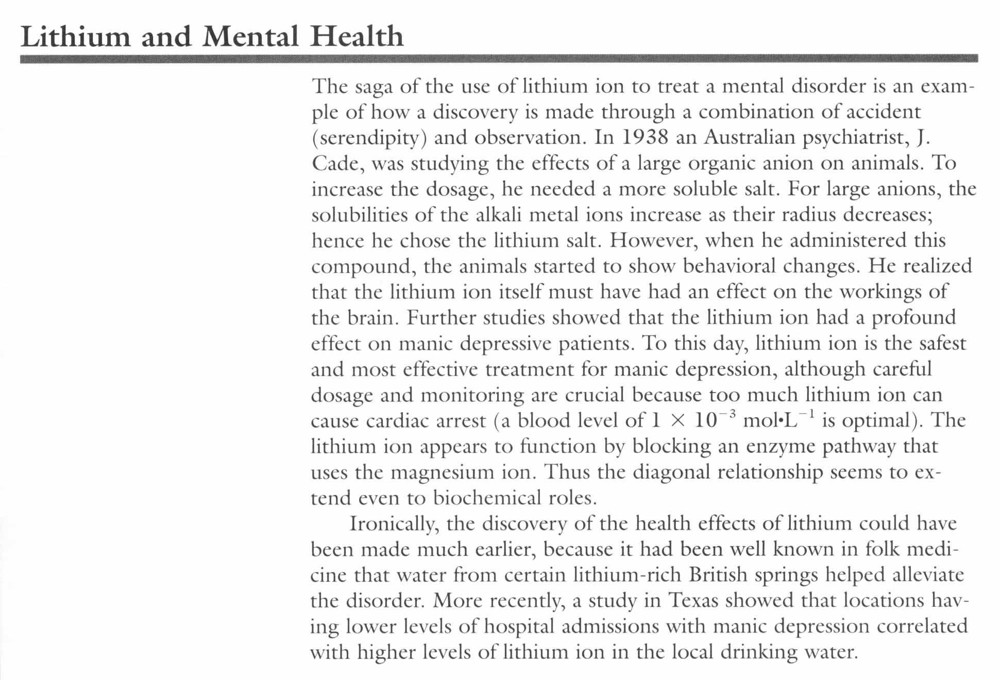 Lithium and Mental Health
The saga of the use of lithium ion to treat a mental disorder is an exam-
ple of how a discovery is made through a combination of accident
(serendipity) and observation. In 1938 an Australian psychiatrist, J.
Cade, was studying the effects of a large organic anion on animals. To
increase the dosage, he needed a more soluble salt. For large anions, the
solubilities of the alkali metal ions increase as their radius decreases;
hence he chose the lithium salt. However, when he administered this
compound, the animals started to show behavioral changes. He realized
that the lithium ion itself must have had an effect on the workings of
the brain. Further studies showed that the lithium ion had a profound
effect on manic depressive patients. To this day, lithium ion is the safest
and most effective treatment for manic depression, although careful
dosage and monitoring are crucial because too much lithium ion can
cause cardiac arrest (a blood level of 1 × 10⁻³ mol•L⁻¹ is optimal). The
lithium ion appears to function by blocking an enzyme pathway that
uses the magnesium ion. Thus the diagonal relationship seems to ex-
tend even to biochemical roles.
Ironically, the discovery of the health effects of lithium could have
been made much earlier, because it had been well known in folk medi-
cine that water from certain lithium-rich British springs helped alleviate
the disorder. More recently, a study in Texas showed that locations hav-
ing lower levels of hospital admissions with manic depression correlated
with higher levels of lithium ion in the local drinking water.